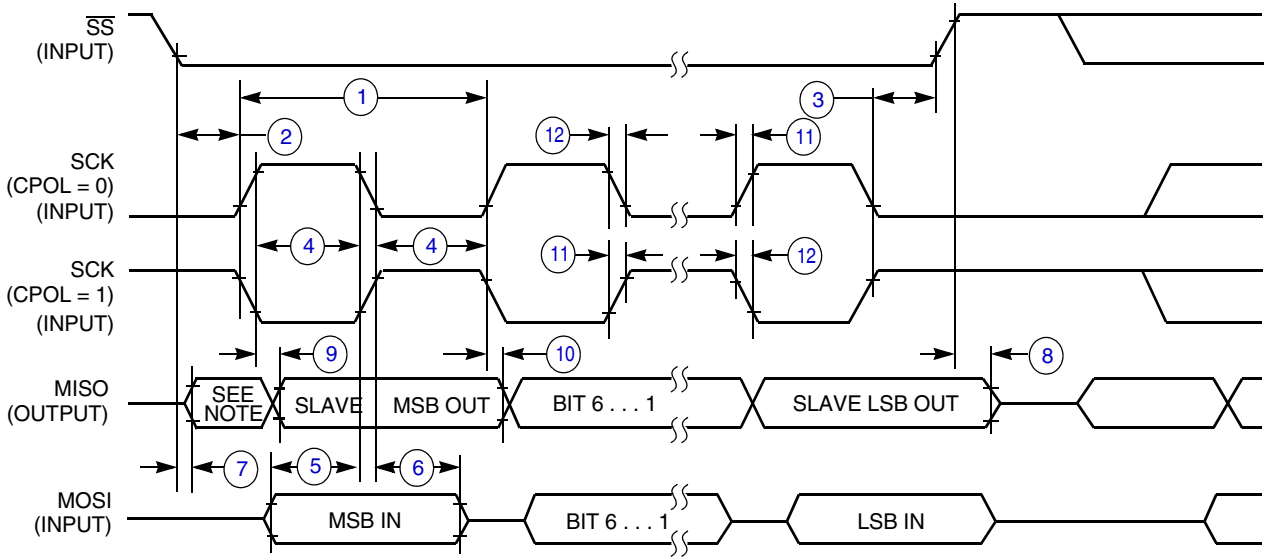 SS
(INPUT)
1
3
2
12
11
SCK
(CPOL = 0)
(INPUT)
4
4
SCK
(CPOL = 1)
(INPUT)
11
12
9
10
8
MISO
(OUTPUT)
SEE
NOTE
SLAVE
MSB OUT
BIT 6 . . . 1
SLAVE LSB OUT
7
5
6
MOSI
(INPUT)
MSB IN
BIT 6 . . . 1
LSB IN